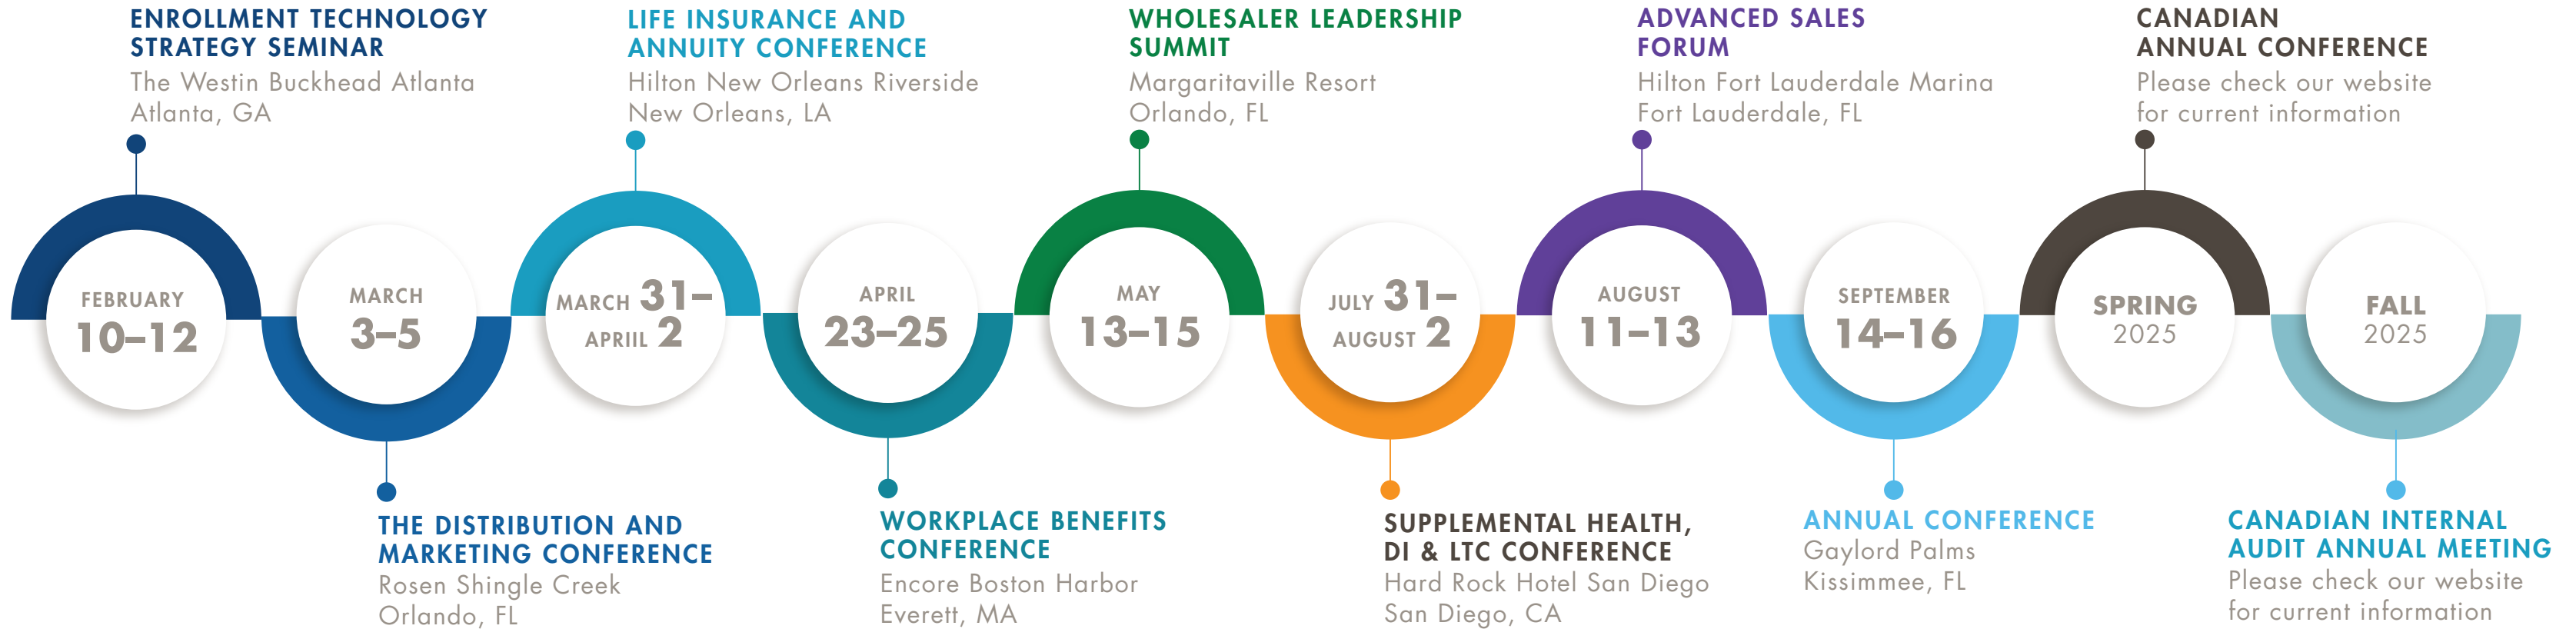 ENROLLMENT TECHNOLOGY
STRATEGY SEMINAR
The Westin Buckhead Atlanta
Atlanta, GA
FEBRUARY
10–12
MARCH
3–5
THE DISTRIBUTION AND
MARKETING CONFERENCE
Rosen Shingle Creek
Orlando, FL
LIFE INSURANCE AND
ANNUITY CONFERENCE
Hilton New Orleans Riverside
New Orleans, LA
MARCH 31–
APRIIL 2
APRIL
23–25
WORKPLACE BENEFITS
CONFERENCE
Encore Boston Harbor
Everett, MA
WHOLESALER LEADERSHIP
SUMMIT
Margaritaville Resort
Orlando, FL
MAY
13–15
JULY 31–
AUGUST 2
SUPPLEMENTAL HEALTH,
DI & LTC CONFERENCE
Hard Rock Hotel San Diego
San Diego, CA
ADVANCED SALES
FORUM
Hilton Fort Lauderdale Marina
Fort Lauderdale, FL
AUGUST
11–13
SEPTEMBER
14–16
ANNUAL CONFERENCE
Gaylord Palms
Kissimmee, FL
CANADIAN
ANNUAL CONFERENCE
Please check our website
for current information
SPRING
2025
FALL
2025
CANADIAN INTERNAL
AUDIT ANNUAL MEETING
Please check our website
for current information